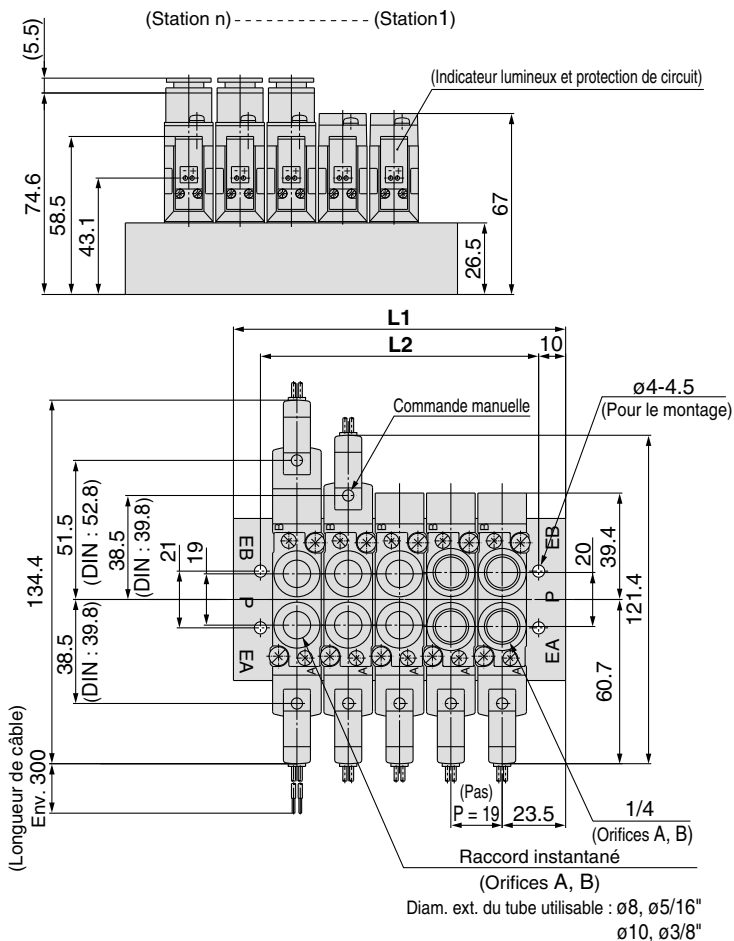 (Station n) ------------- (Station1)
(5.5)
(Indicateur lumineux et protection de circuit)
74.6
58.5
43.1
67
26.5
L1
L2
10
ø4-4.5
(Pour le montage)
Commande manuelle
134.4
51.5
(DIN : 52.8)
38.5
(DIN : 39.8)
21
19
38.5
(DIN : 39.8)
EB
P
EA
B
B
EB
P
EA
20
39.4
121.4
60.7
A
A
A
A
A
(Longueur de câble)
Env. 300
(Pas)
P = 19
23.5
1/4
(Orifices A, B)
Raccord instantané
(Orifices A, B)
Diam. ext. du tube utilisable : ø8, ø5/16"
ø10, ø3/8"